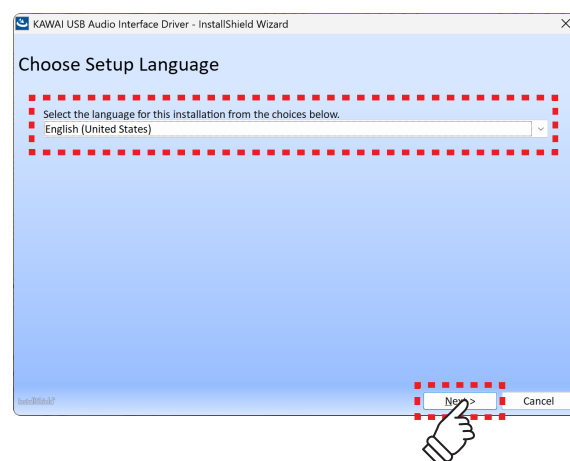 KAWAI USB Audio Interface Driver - InstallShield Wizard
Choose Setup Language
Select the language for this installation from the choices below.
English (United States)
InstallShield
Next >
Cancel